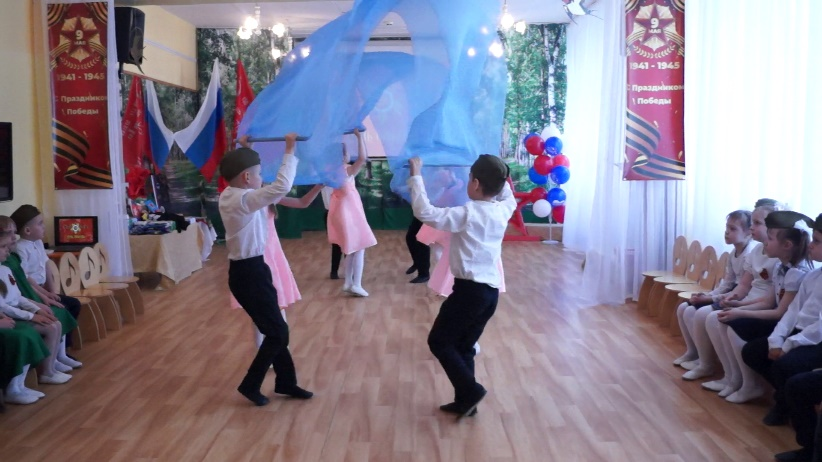 9
МАЯ
1941 - 1945
Праздником
Победы
9
МАЯ
1941 - 1945
С Праздником
Победы